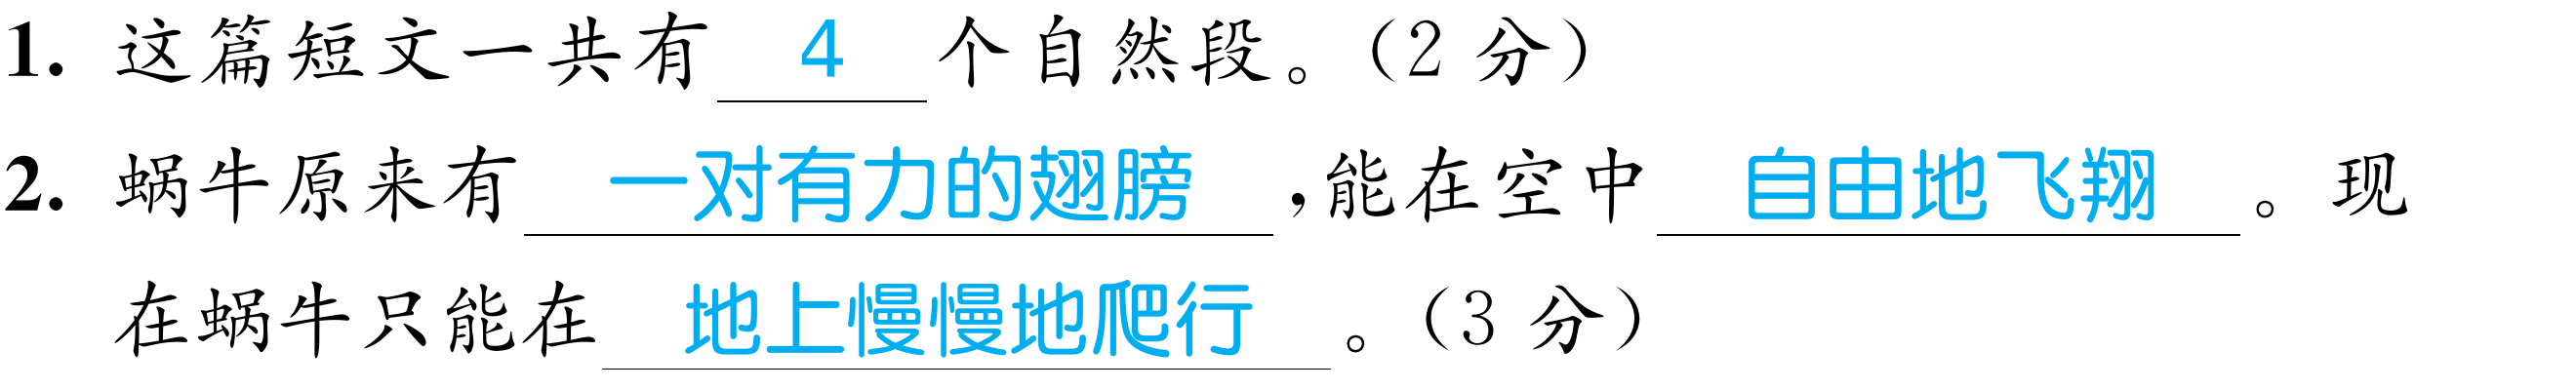 1. 这篇短文一共有 4 个自然段。(2 分)
2. 蜗牛原来有 一对有力的翅膀 ,能在空中 自由地飞翔 。现
在蜗牛只能在 地上慢慢地爬行 。(3 分)